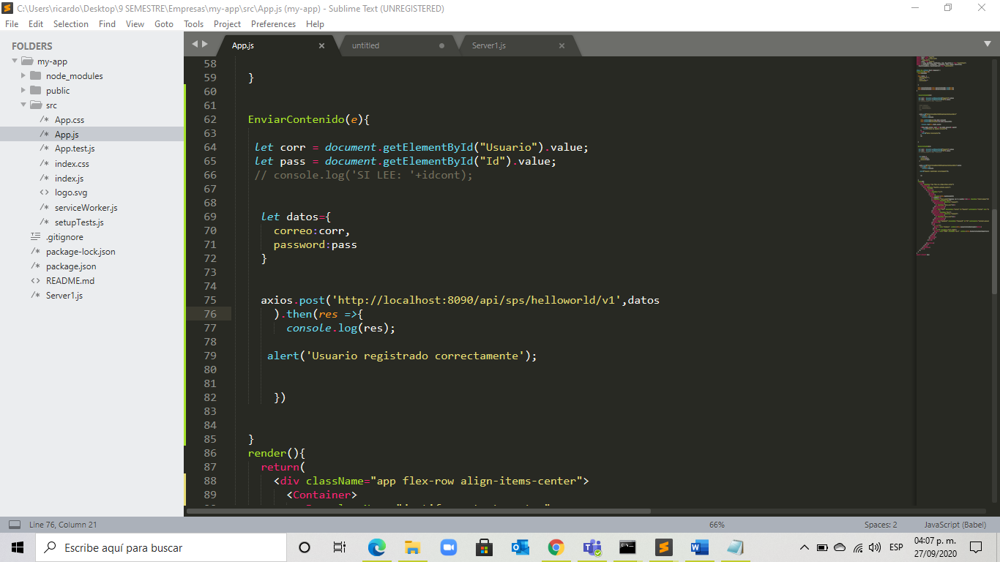 C:\Users\ricardo\Desktop\9 SEMESTRE\Empresas\my-app\src\App.js (my-app) - Sublime Text (UNREGISTERED)
File Edit Selection Find View Goto Tools Project Preferences Help
FOLDERS
my-app
node_modules
public
src
/* App.css
/* App.js
/* App.test.js
/* index.css
/* index.js
<> logo.svg
/* serviceWorker.js
/* setupTests.js
.gitignore
/* package-lock.json
/* package.json
<> README.md
/* Server1.js
App.js untitled Server1.js
58
59 }
60
61
62 EnviarContenido(e){
63
64 let corr = document.getElementById("Usuario").value;
65 let pass = document.getElementById("Id").value;
66 // console.log('SI LEE: '+idcont);
67
68
69 let datos={
70 correo:corr,
71 password:pass
72 }
73
74
75 axios.post('http://localhost:8090/api/sps/helloworld/v1',datos
76 ).then(res =>{
77 console.log(res);
78
79 alert('Usuario registrado correctamente');
80
81
82 })
83
84
85 }
86 render(){
87 return(
88 <div className="app flex-row align-items-center">
89 <Container>
Line 76, Column 21 66% Spaces: 2 JavaScript (Babel)
Escribe aquí para buscar
ESP
04:07 p. m.
27/09/2020